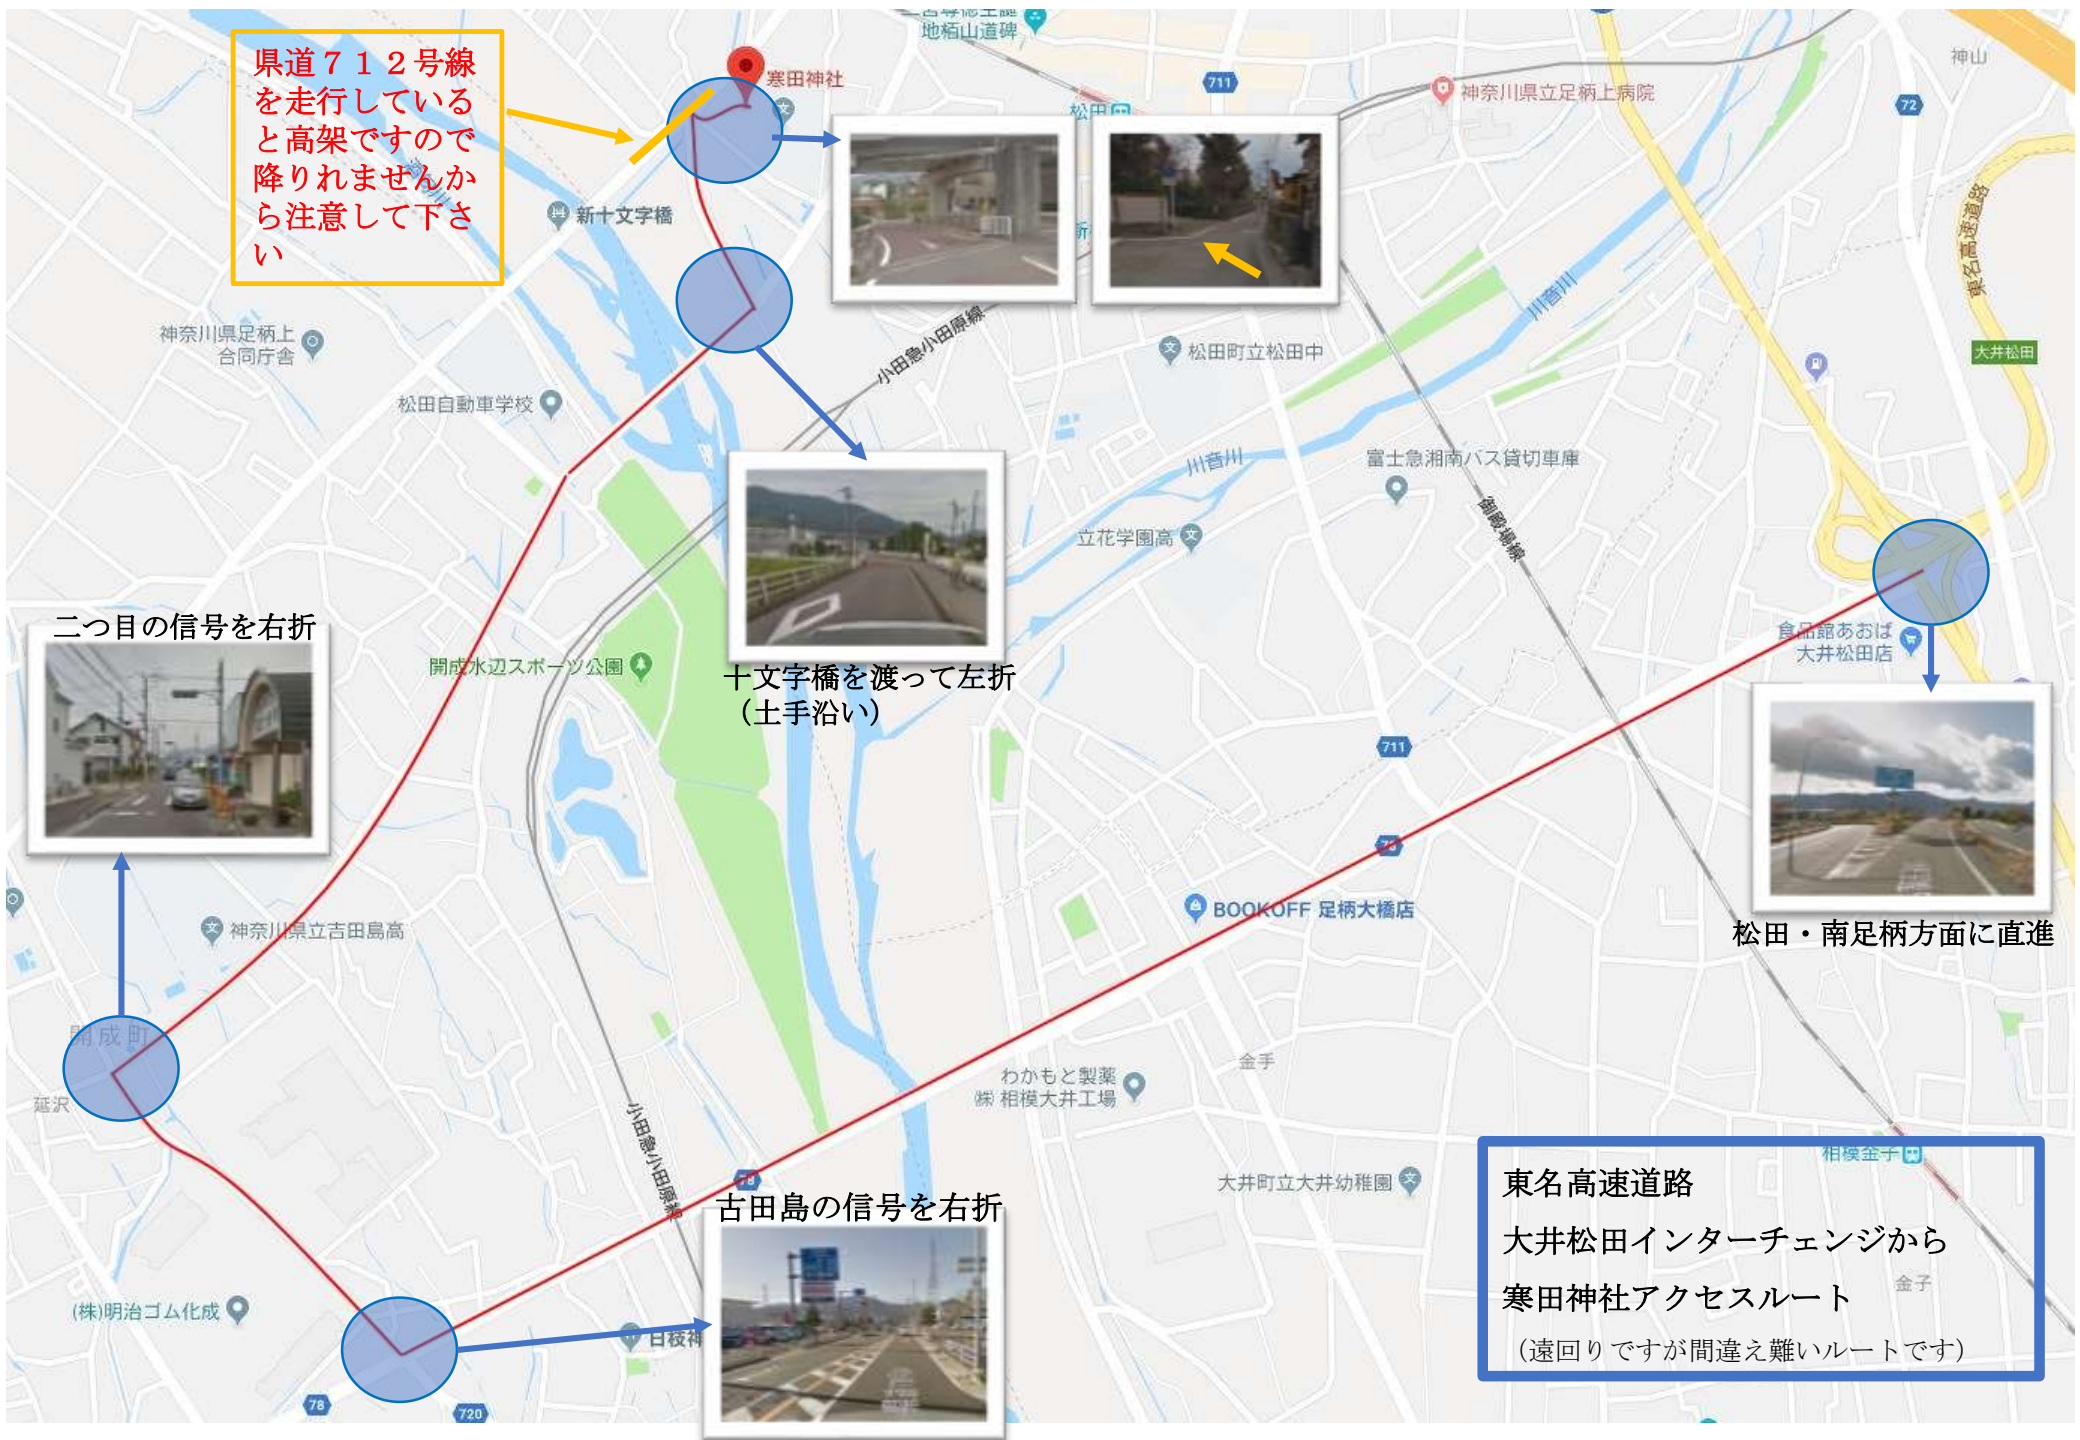 県道７１２号線
を走行している
と高架ですので
降りれませんか
ら注意して下さ
い
地栢山道碑
寒田神社
松田
711
神奈川県立足柄上病院
72
神山
新十文字橋
東名高速道路
大井松田
神奈川県足柄上
合同庁舎
小田急小田原線
川音川
松田町立松田中
松田自動車学校
川音川
富士急湘南バス貸切車庫
御殿場線
立花学園高
二つ目の信号を右折
開成水辺スポーツ公園
十文字橋を渡って左折
（土手沿い）
食品館あおば
大井松田店
711
78
BOOKOFF 足柄大橋店
神奈川県立吉田島高
松田・南足柄方面に直進
開成町
延沢
わかもと製薬
㈱ 相模大井工場
金手
小田急小田原線
相模金子
78
大井町立大井幼稚園
古田島の信号を右折
東名高速道路
大井松田インターチェンジから
寒田神社アクセスルート
（遠回りですが間違え難いルートです）
金子
(株)明治ゴム化成
日枝神
78
720